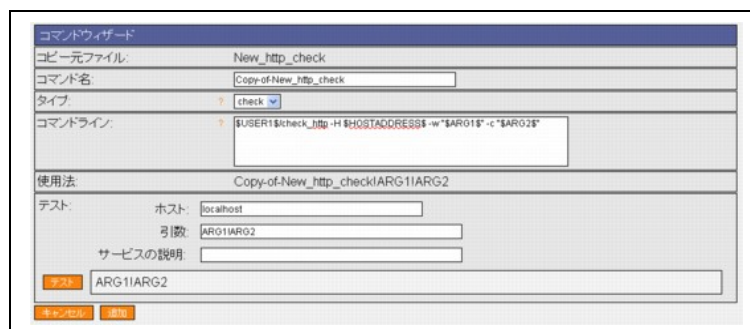 コマンドウィザード
コピー元ファイル: New_http_check
コマンド名: Copy-of-New_http_check
タイプ: ? check
コマンドライン: ? $USER1$/check_http -H $HOSTADDRESS$ -w "$ARG1$" -c "$ARG2$"
使用法: Copy-of-New_http_check!ARG1!ARG2
テスト: ホスト: localhost
引数: ARG1!ARG2
サービスの説明:
テスト ARG1!ARG2
キャンセル 追加